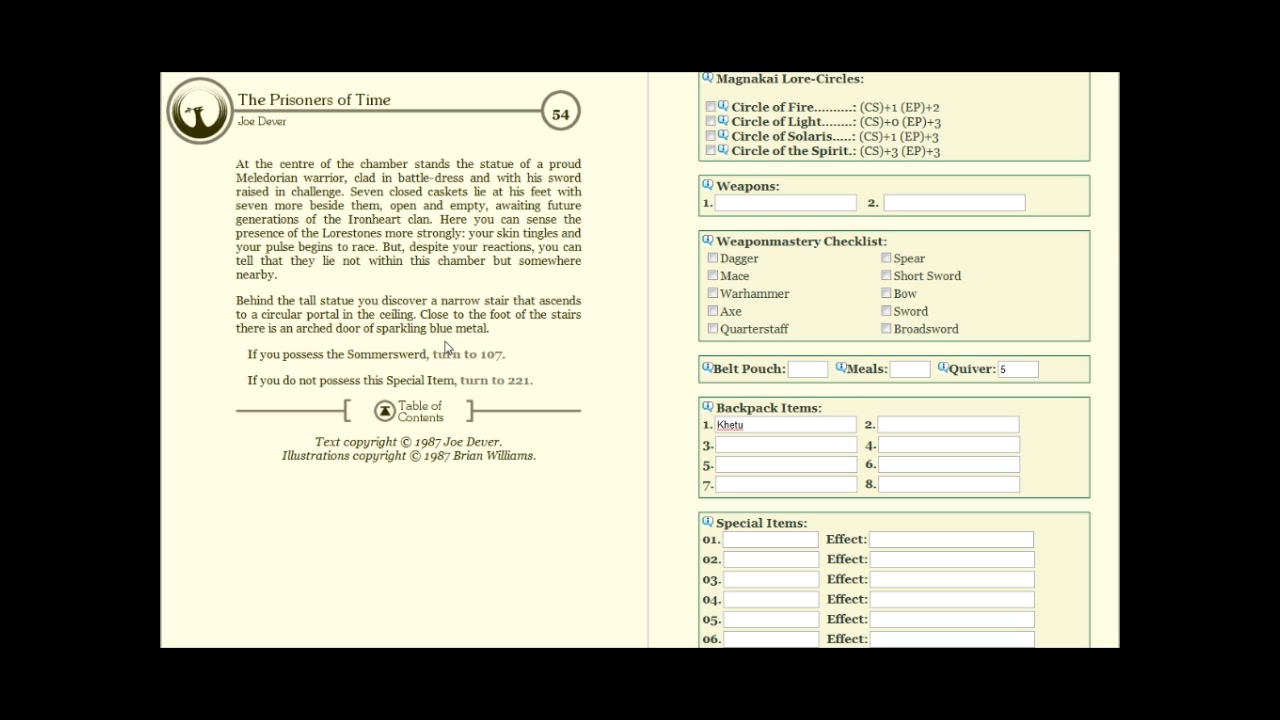 The Prisoners of Time
Joe Dever
54
At the centre of the chamber stands the statue of a proud
Meledorian warrior, clad in battle-dress and with his sword
raised in challenge. Seven closed caskets lie at his feet with
seven more beside them, open and empty, awaiting future
generations of the Ironheart clan. Here you can sense the
presence of the Lorestones more strongly: your skin tingles and
your pulse begins to race. But, despite your reactions, you can
tell that they lie not within this chamber but somewhere
nearby.
Behind the tall statue you discover a narrow stair that ascends
to a circular portal in the ceiling. Close to the foot of the stairs
there is an arched door of sparkling blue metal.
If you possess the Sommerswerd, turn to 107.
If you do not possess this Special Item, turn to 221.
Table of
Contents
Text copyright © 1987 Joe Dever.
Illustrations copyright © 1987 Brian Williams.
Magnakai Lore-Circles:
Circle of Fire..........: (CS)+1 (EP)+2
Circle of Light........: (CS)+0 (EP)+3
Circle of Solaris.....: (CS)+1 (EP)+3
Circle of the Spirit.: (CS)+3 (EP)+3
Weapons:
1. 2.
Weaponmastery Checklist:
Dagger Spear
Mace Short Sword
Warhammer Bow
Axe Sword
Quarterstaff Broadsword
Belt Pouch: Meals: Quiver: 5
Backpack Items:
1. Khetu 2.
3. 4.
5. 6.
7. 8.
Special Items:
01. Effect:
02. Effect:
03. Effect:
04. Effect:
05. Effect:
06. Effect: